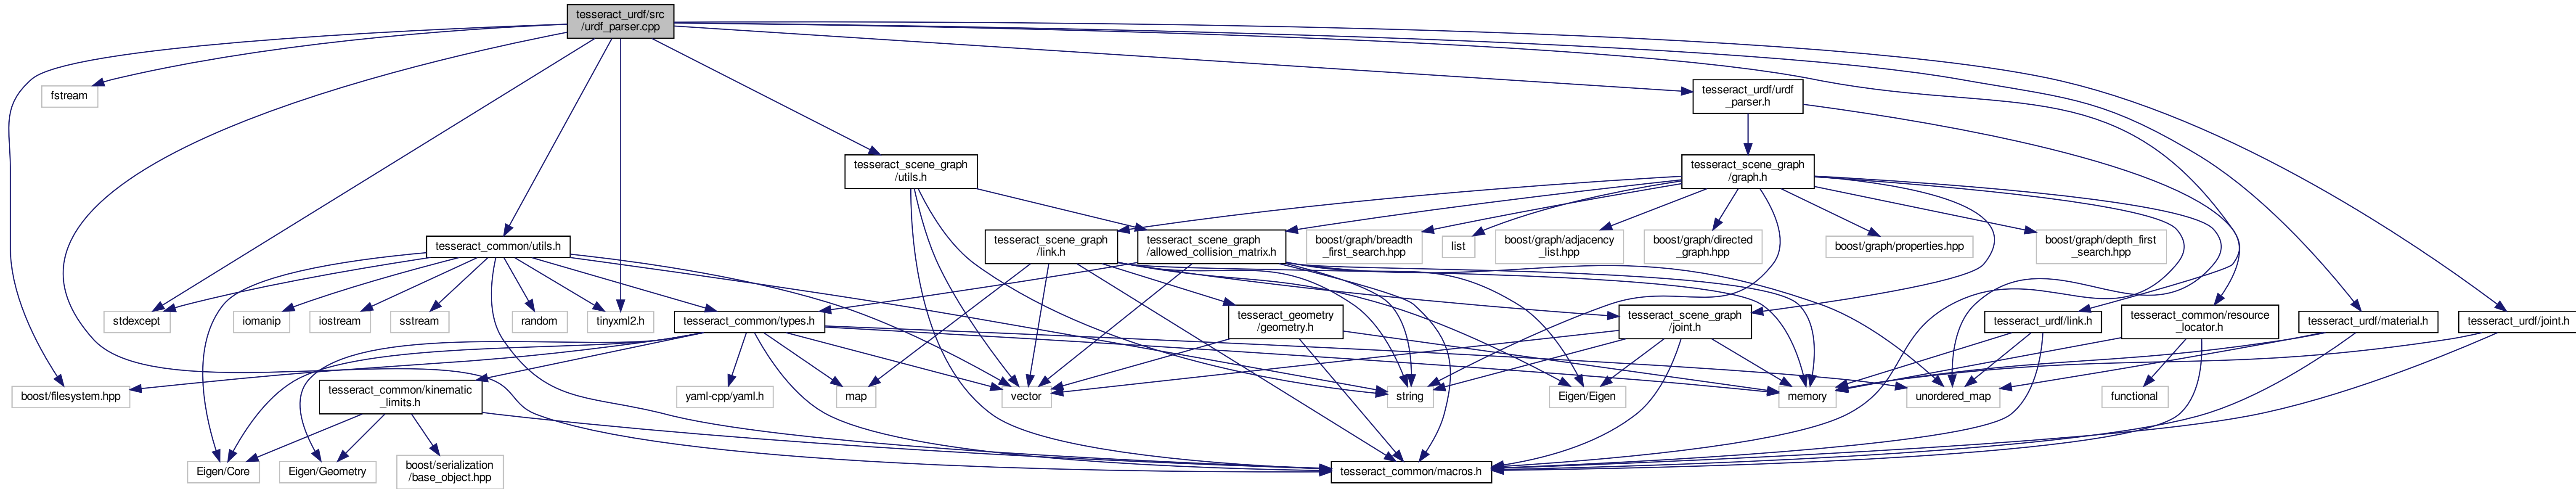 tesseract_urdf/src
/urdf_parser.cpp
fstream
tesseract_urdf/urdf
_parser.h
tesseract_scene_graph
/utils.h
tesseract_scene_graph
/graph.h
tesseract_common/utils.h
tesseract_scene_graph
/link.h
tesseract_scene_graph
/allowed_collision_matrix.h
boost/graph/breadth
_first_search.hpp
list
boost/graph/adjacency
_list.hpp
boost/graph/directed
_graph.hpp
boost/graph/properties.hpp
boost/graph/depth_first
_search.hpp
stdexcept
iomanip
iostream
sstream
random
tinyxml2.h
tesseract_common/types.h
tesseract_geometry
/geometry.h
tesseract_scene_graph
/joint.h
tesseract_urdf/link.h
tesseract_common/resource
_locator.h
tesseract_urdf/material.h
tesseract_urdf/joint.h
boost/filesystem.hpp
tesseract_common/kinematic
_limits.h
yaml-cpp/yaml.h
map
vector
string
Eigen/Eigen
memory
unordered_map
functional
Eigen/Core
Eigen/Geometry
boost/serialization
/base_object.hpp
tesseract_common/macros.h